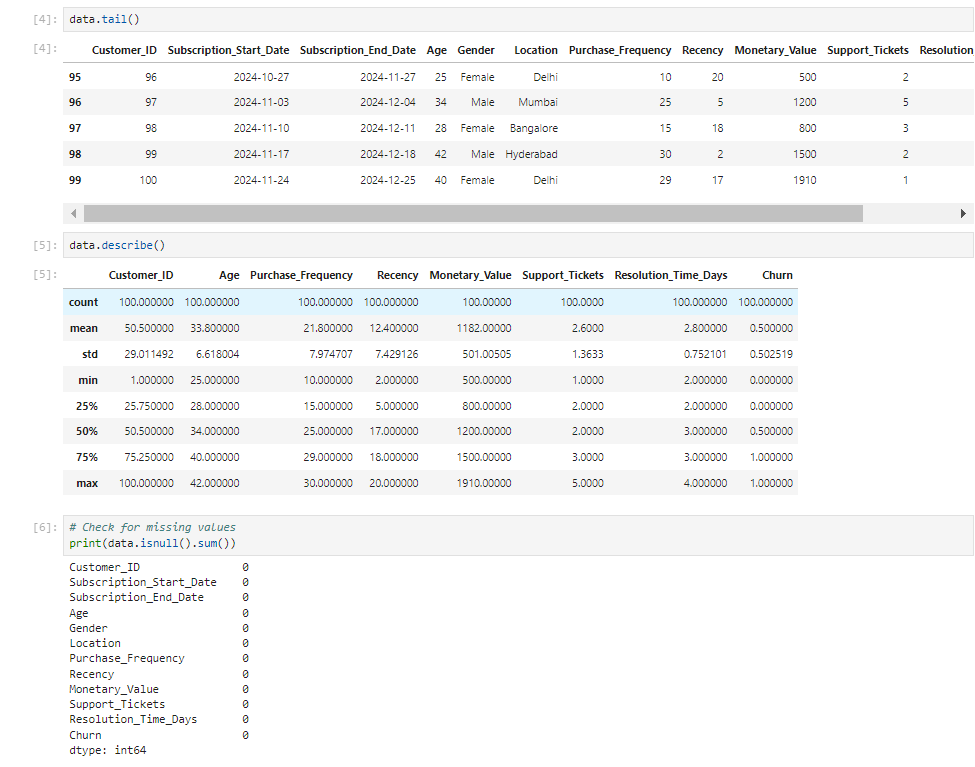 [4]: data.tail()
[4]: Customer_ID Subscription_Start_Date Subscription_End_Date Age Gender Location Purchase_Frequency Recency Monetary_Value Support_Tickets Resolution
95 96 2024-10-27 2024-11-27 25 Female Delhi 10 20 500 2
96 97 2024-11-03 2024-12-04 34 Male Mumbai 25 5 1200 5
97 98 2024-11-10 2024-12-11 28 Female Bangalore 15 18 800 3
98 99 2024-11-17 2024-12-18 42 Male Hyderabad 30 2 1500 2
99 100 2024-11-24 2024-12-25 40 Female Delhi 29 17 1910 1
[5]: data.describe()
[5]: Customer_ID Age Purchase_Frequency Recency Monetary_Value Support_Tickets Resolution_Time_Days Churn
count 100.000000 100.000000 100.000000 100.000000 100.00000 100.0000 100.000000 100.000000
mean 50.500000 33.800000 21.800000 12.400000 1182.00000 2.6000 2.800000 0.500000
std 29.011492 6.618004 7.974707 7.429126 501.00505 1.3633 0.752101 0.502519
min 1.000000 25.000000 10.000000 2.000000 500.00000 1.0000 2.000000 0.000000
25% 25.750000 28.000000 15.000000 5.000000 800.00000 2.0000 2.000000 0.000000
50% 50.500000 34.000000 25.000000 17.000000 1200.00000 2.0000 3.000000 0.500000
75% 75.250000 40.000000 29.000000 18.000000 1500.00000 3.0000 3.000000 1.000000
max 100.000000 42.000000 30.000000 20.000000 1910.00000 5.0000 4.000000 1.000000
[6]: # Check for missing values
print(data.isnull().sum())
Customer_ID 0
Subscription_Start_Date 0
Subscription_End_Date 0
Age 0
Gender 0
Location 0
Purchase_Frequency 0
Recency 0
Monetary_Value 0
Support_Tickets 0
Resolution_Time_Days 0
Churn 0
dtype: int64